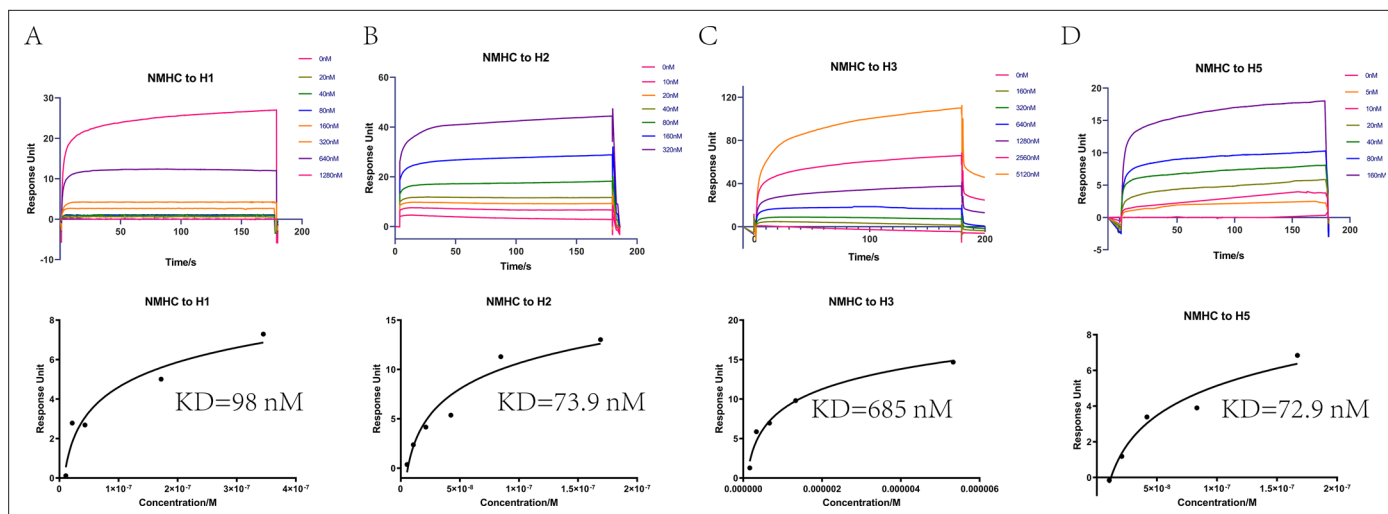 A
NMHC to H1
0nM
20nM
40nM
80nM
160nM
320nM
640nM
1280nM
Response Unit
30
20
10
0
-10
50
100
150
200
Time/s
B
NMHC to H2
0nM
10nM
20nM
40nM
80nM
160nM
320nM
Response Unit
60
40
20
0
0
50
100
150
200
Time/s
C
NMHC to H3
0nM
160nM
320nM
640nM
1280nM
2560nM
5120nM
Response Unit
120
80
40
0
0
100
200
Time/s
D
NMHC to H5
0nM
5nM
10nM
20nM
40nM
80nM
160nM
Response Unit
20
15
10
5
0
-5
50
100
150
200
Time/s
NMHC to H1
Response Unit
8
6
4
2
0
KD=98 nM
0
1×10-7
2×10-7
3×10-7
4×10-7
Concentration/M
NMHC to H2
Response Unit
15
10
5
0
KD=73.9 nM
0
5×10-8
1×10-7
1.5×10-7
2×10-7
Concentration/M
NMHC to H3
Response Unit
20
15
10
5
0
KD=685 nM
0.000000
0.000002
0.000004
0.000006
Concentration/M
NMHC to H5
Response Unit
8
6
4
2
0
KD=72.9 nM
5×10-8
1×10-7
1.5×10-7
2×10-7
Concentration/M